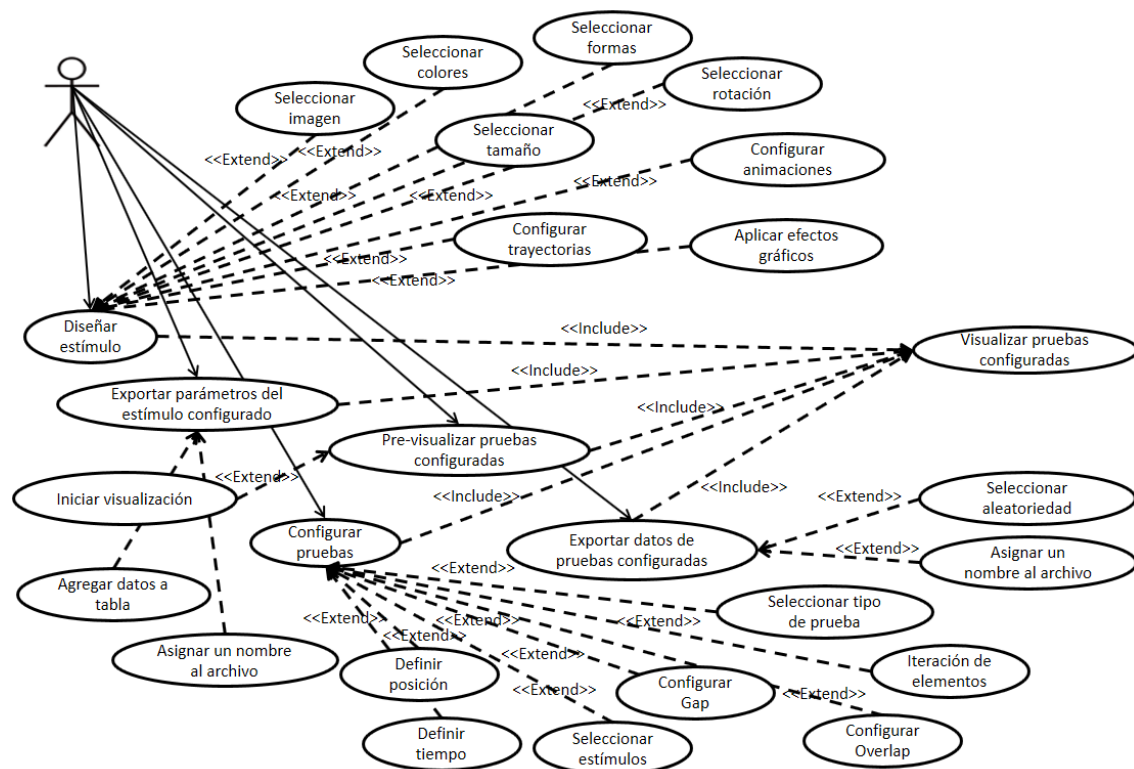 Seleccionar
formas
Seleccionar
colores
Seleccionar
rotación
Seleccionar
imagen
<<Extend>>
Seleccionar
tamaño
<<Extend>>
<<Extend>>
Configurar
animaciones
<<Extend>>
<<Extend>>
<<Extend>>
Configurar
trayectorias
Aplicar efectos
gráficos
<<Extend>>
<<Extend>>
Diseñar
estímulo
<<Include>>
Visualizar pruebas
configuradas
<<Include>>
Exportar parámetros del
estímulo configurado
<<Include>>
Pre-visualizar pruebas
configuradas
<<Extend>>
Iniciar visualización
<<Include>>
<<Include>>
Seleccionar
aleatoriedad
<<Extend>>
Configurar
pruebas
Exportar datos de
pruebas configuradas
<<Extend>>
Asignar un
nombre al archivo
<<Extend>>
Agregar datos a
tabla
Seleccionar tipo
de prueba
<<Extend>>
<<Extend>>
<<Extend>>
<<Extend>>
Asignar un nombre
al archivo
Definir
posición
<<Extend>>
Configurar
Gap
Iteración de
elementos
<<Extend>>
<<Extend>>
Definir
tiempo
Seleccionar
estímulos
Configurar
Overlap